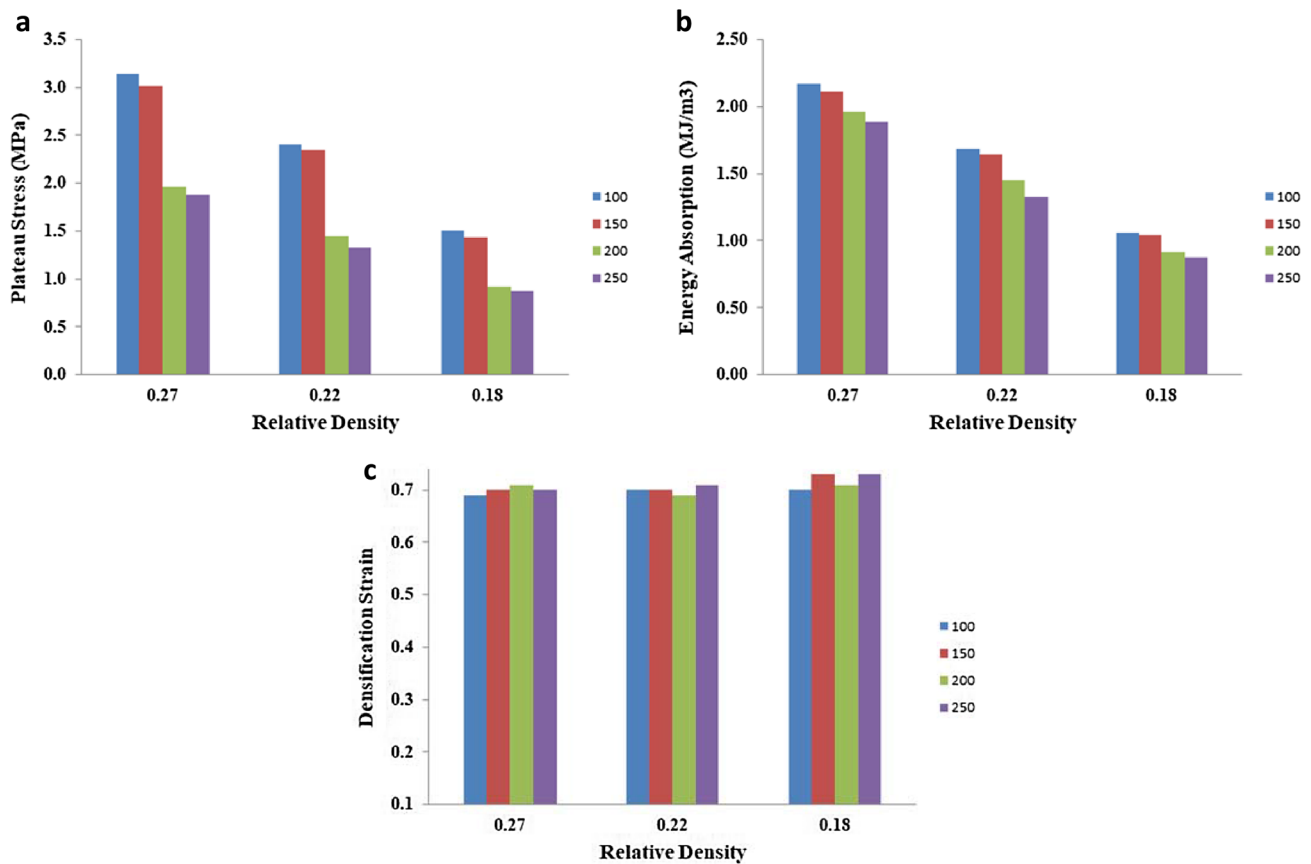 a
Plateau Stress (MPa)
3.5
3.0
2.5
2.0
1.5
1.0
0.5
0.0
0.27 0.22 0.18
Relative Density
100
150
200
250
b
Energy Absorption (MJ/m3)
2.50
2.00
1.50
1.00
0.50
0.00
0.27 0.22 0.18
Relative Density
100
150
200
250
c
Densification Strain
0.7
0.6
0.5
0.4
0.3
0.2
0.1
0.27 0.22 0.18
Relative Density
100
150
200
250